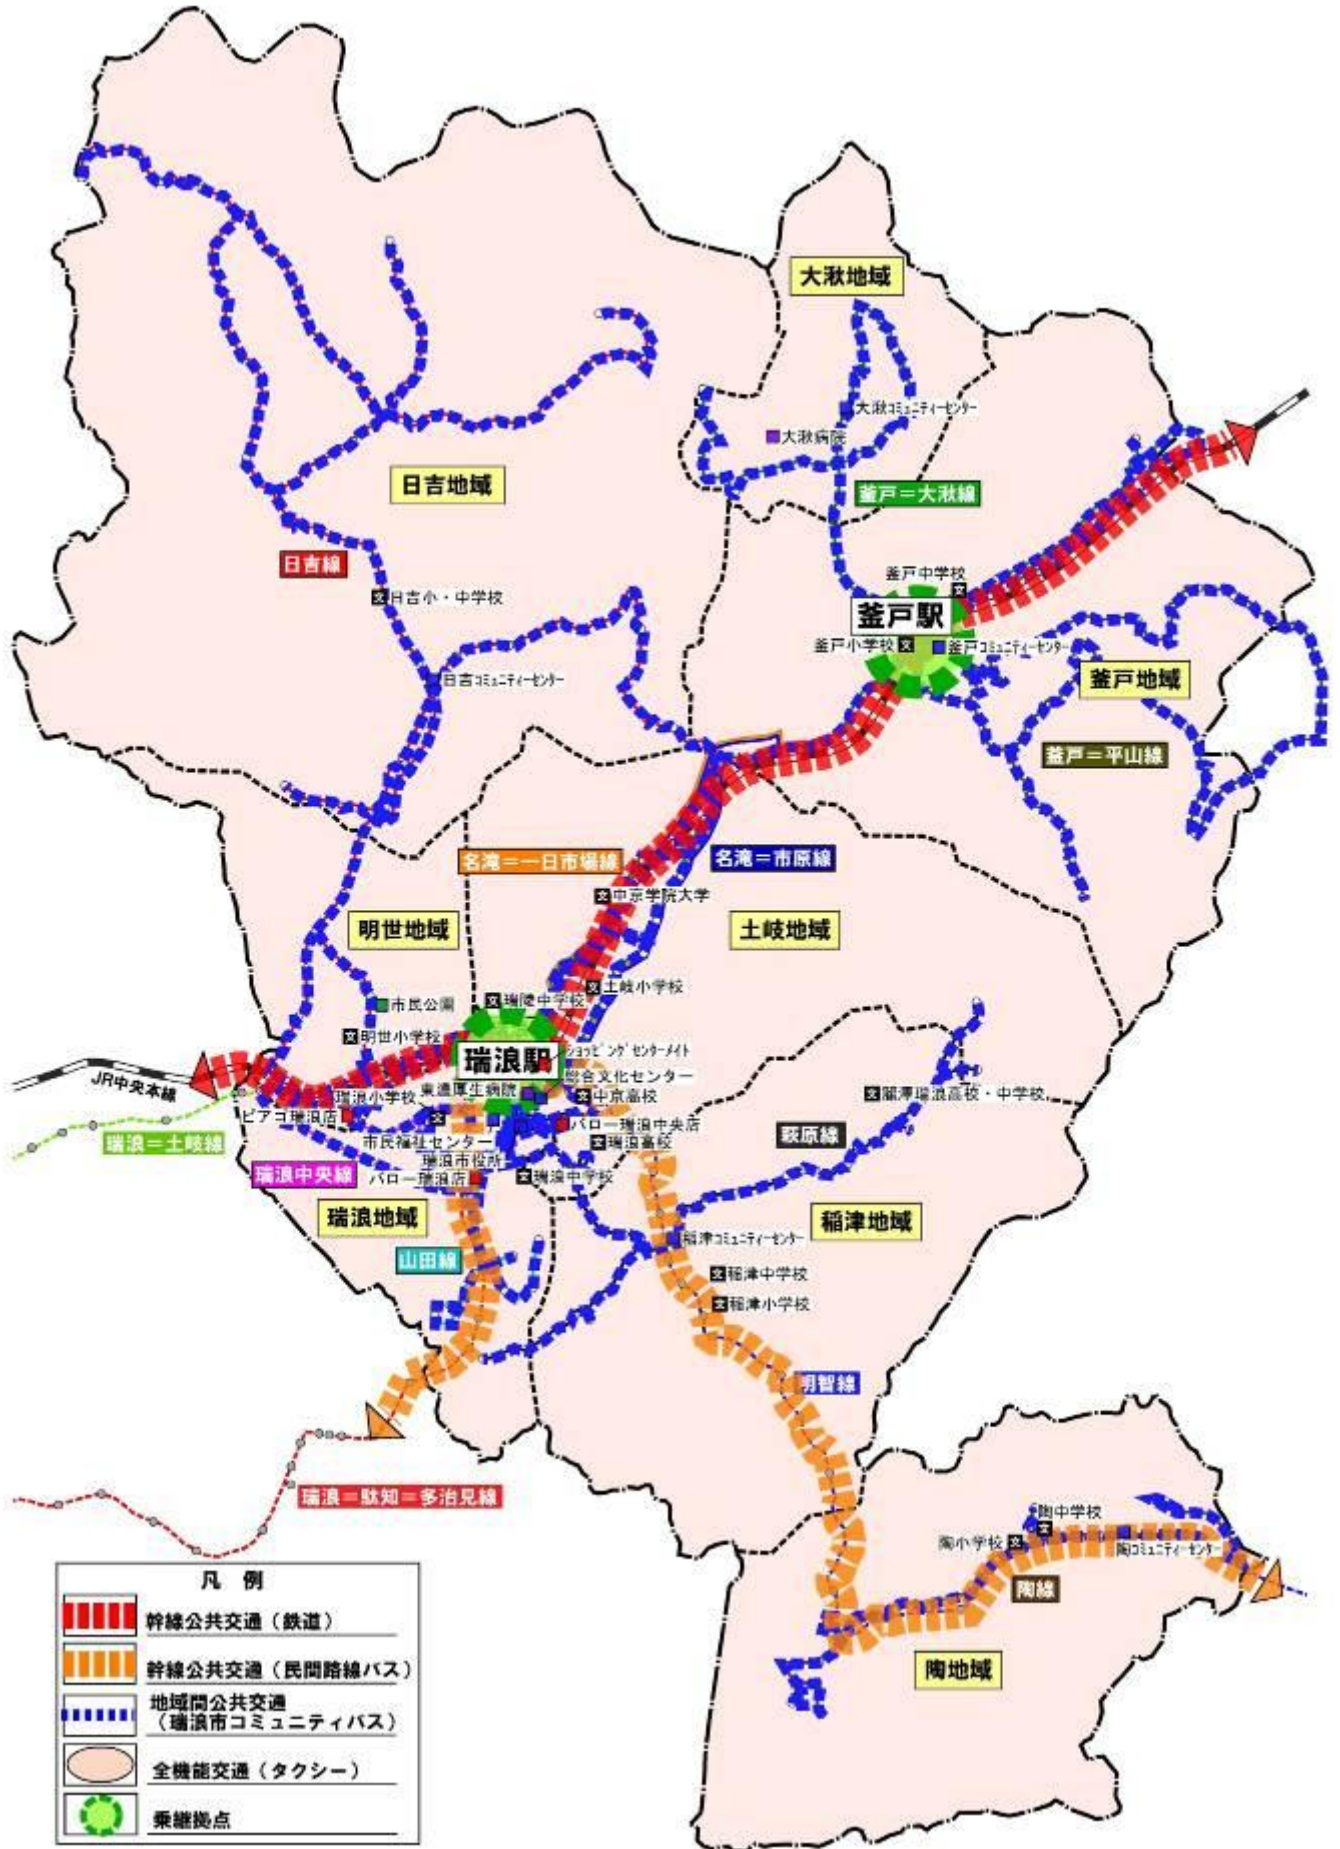 大湫地域
大湫コミュニティーセンター
大湫病院
日吉地域
釜戸＝大湫線
日吉線
釜戸中学校
日吉小・中学校
釜戸駅
釜戸小学校
釜戸コミュニティーセンター
日吉コミュニティーセンター
釜戸地域
釜戸＝平山線
名滝＝一日市場線
名滝＝市原線
中京学院大学
明世地域
土岐地域
土岐小学校
瑞陵中学校
市民公園
明世小学校
瑞浪駅
ショッピングセンターメイト
総合文化センター
JR中央本線
東濃厚生病院
中京高校
麗澤瑞浪高校・中学校
瑞浪小学校
ピアゴ瑞浪店
バロー瑞浪中央店
瑞浪＝土岐線
市民福祉センター
瑞浪高校
萩原線
瑞浪市役所
瑞浪中央線
バロー瑞浪店
瑞浪中学校
瑞浪地域
稲津地域
稲津コミュニティーセンター
山田線
稲津中学校
稲津小学校
明智線
瑞浪＝駄知＝多治見線
陶中学校
陶小学校
陶コミュニティーセンター
陶線
陶地域
凡 例
幹線公共交通（鉄道）
幹線公共交通（民間路線バス）
地域間公共交通
（瑞浪市コミュニティバス）
全機能交通（タクシー）
乗継拠点